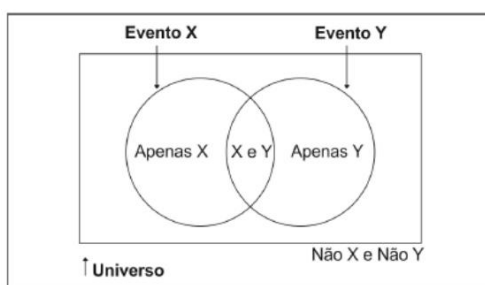 Evento X Evento Y
Apenas X X e Y Apenas Y
Não X e Não Y
↑ Universo